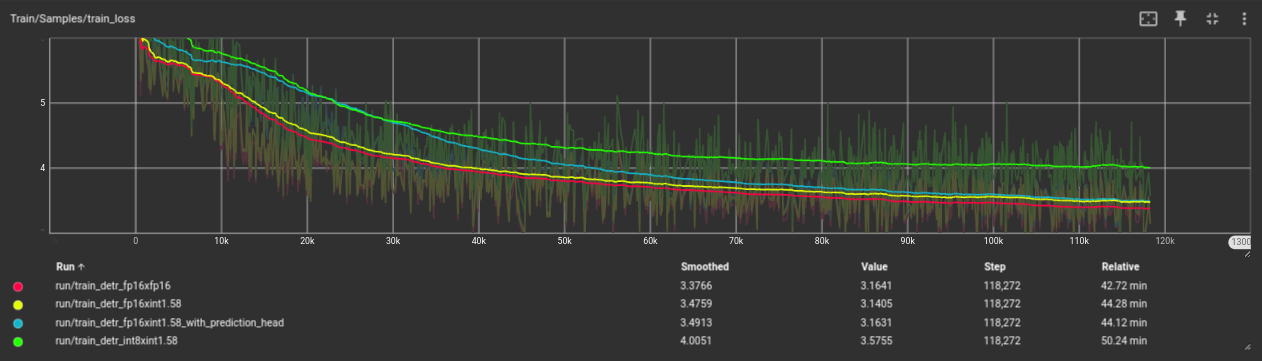 Train/Samples/train_loss
5
4
0 10k 20k 30k 40k 50k 60k 70k 80k 90k 100k 110k 120k 1300
Run ↑ Smoothed Value Step Relative
run/train_detr_fp16xfp16 3.3766 3.1641 118,272 42.72 min
run/train_detr_fp16xint1.58 3.4759 3.1405 118,272 44.28 min
run/train_detr_fp16xint1.58_with_prediction_head 3.4913 3.1631 118,272 44.12 min
run/train_detr_int8xint1.58 4.0051 3.5755 118,272 50.24 min